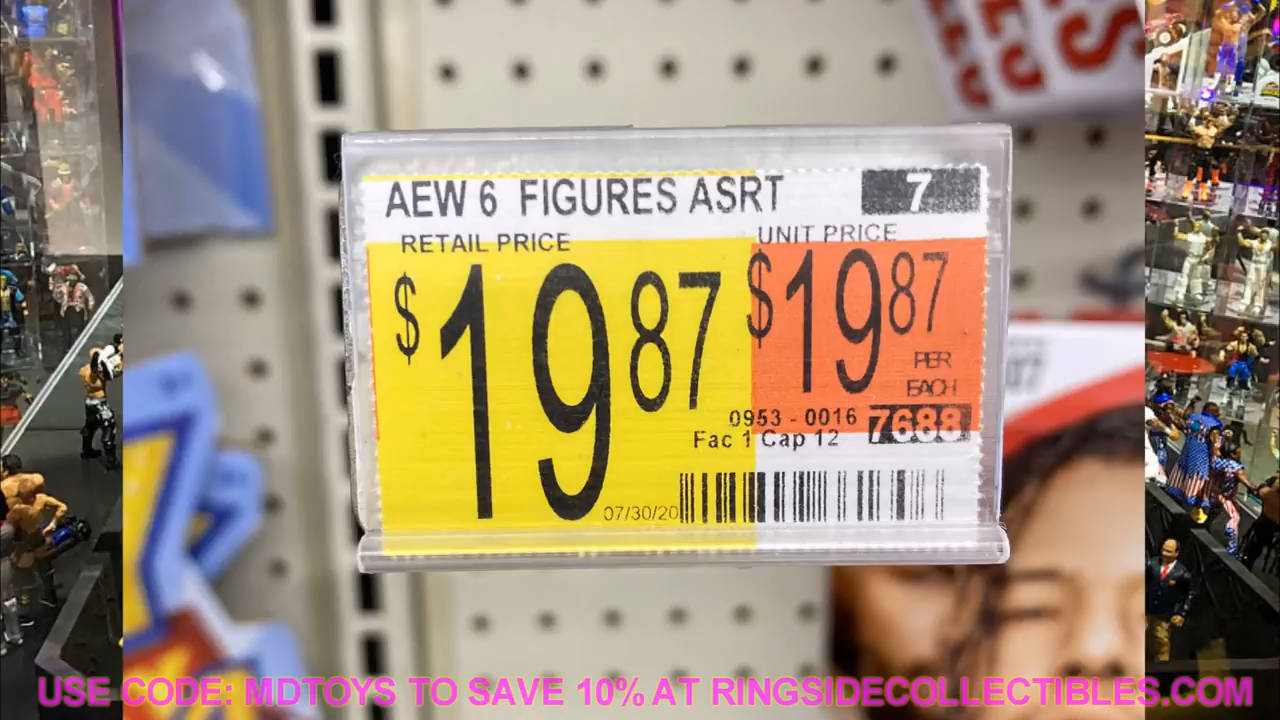 AEW 6 FIGURES ASRT
7
RETAIL PRICE
UNIT PRICE
$19 87
$19 87
PER
EACH
0953 - 0016 7688
Fac 1 Cap 12
07/30/20
USE CODE: MDTOYS TO SAVE 10% AT RINGSIDECOLLECTIBLES.COM